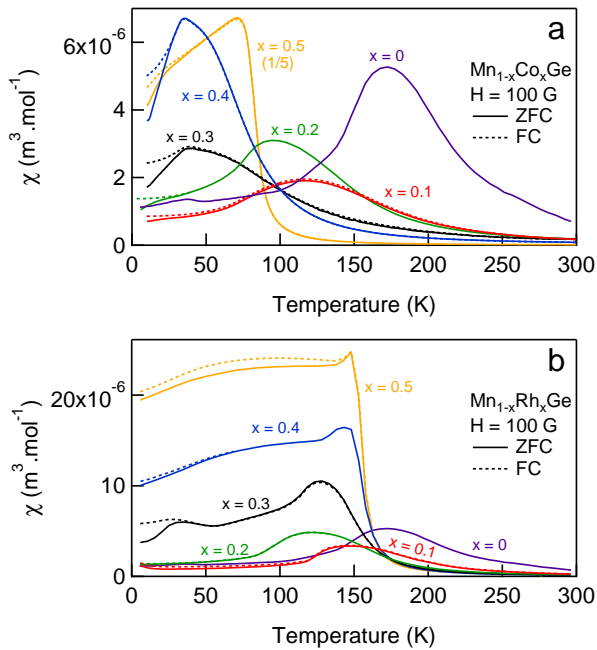 a
6x10⁻⁶
4
2
0
χ (m³.mol⁻¹)
x = 0.5
(1/5)
x = 0
x = 0.4
x = 0.3
x = 0.2
x = 0.1
Mn₁₋ₓCoₓGe
H = 100 G
ZFC
FC
0 50 100 150 200 250 300
Temperature (K)
b
20x10⁻⁶
10
0
χ (m³.mol⁻¹)
x = 0.5
x = 0.4
x = 0.3
x = 0.2
x = 0.1
x = 0
Mn₁₋ₓRhₓGe
H = 100 G
ZFC
FC
0 50 100 150 200 250 300
Temperature (K)